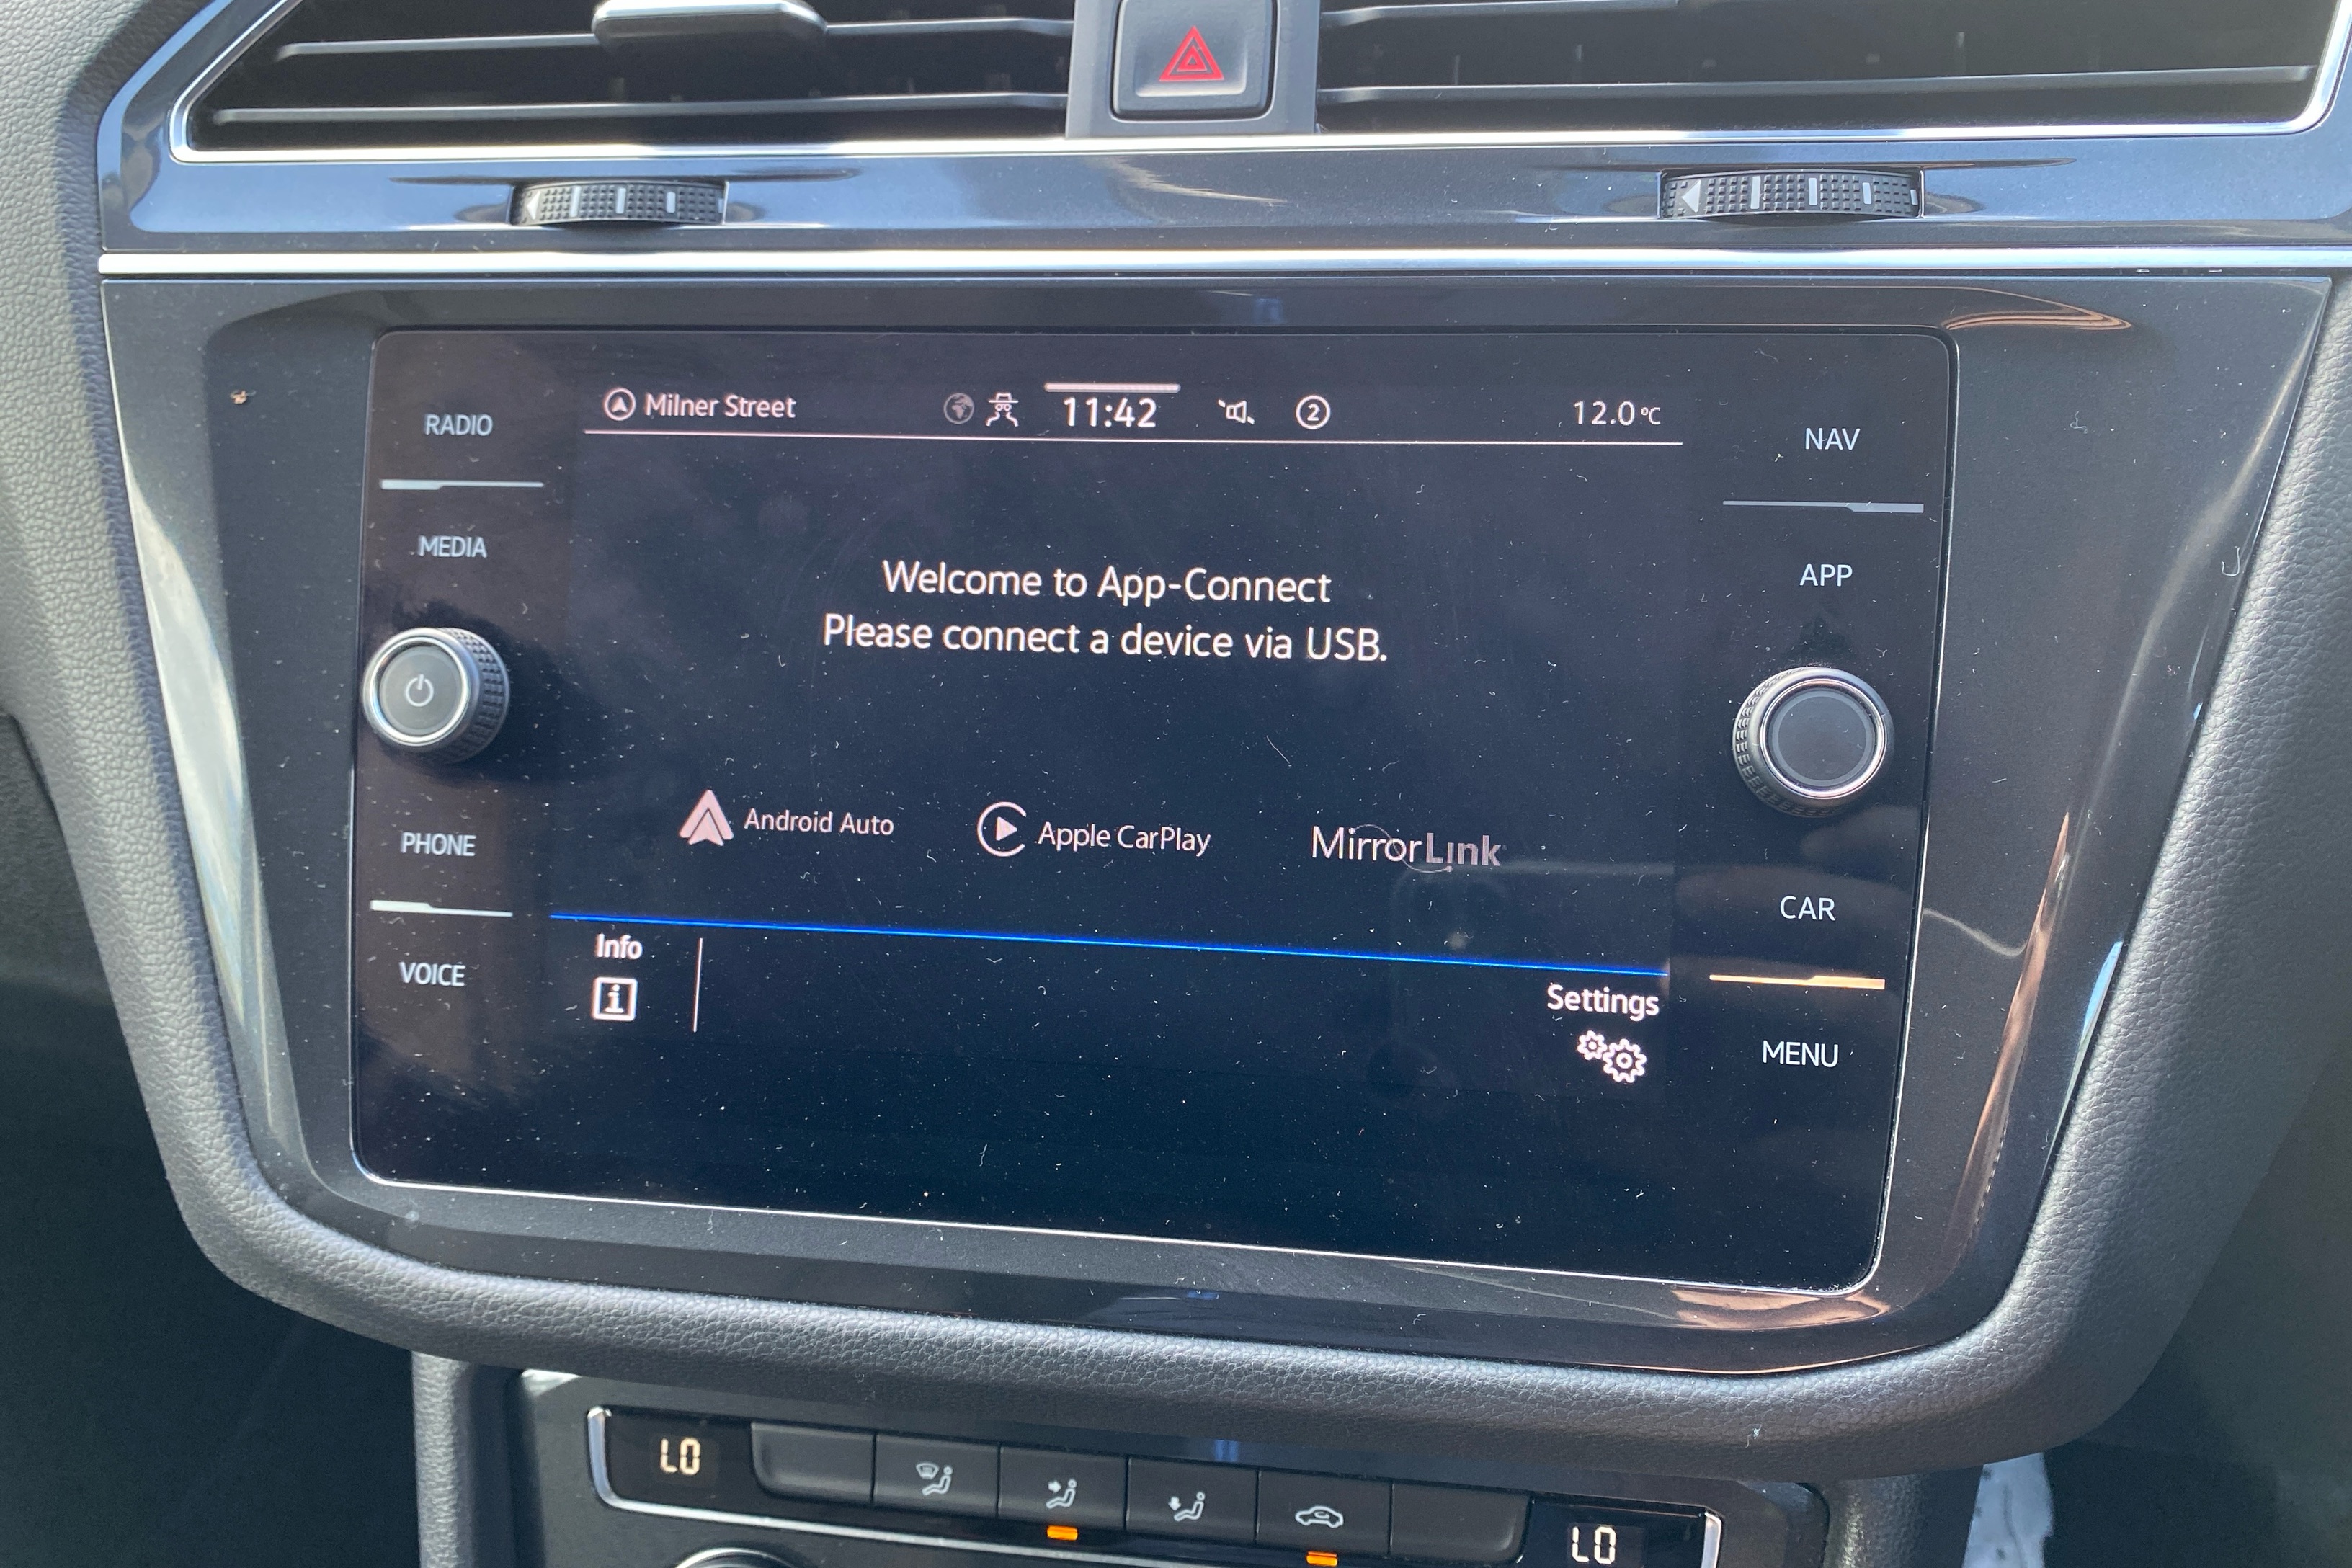 RADIO
MEDIA
PHONE
VOICE
Milner Street
11:42
2
12.0 °C
Welcome to App-Connect
Please connect a device via USB.
Android Auto
Apple CarPlay
MirrorLink
Info
i
Settings
NAV
APP
CAR
MENU
LO
LO